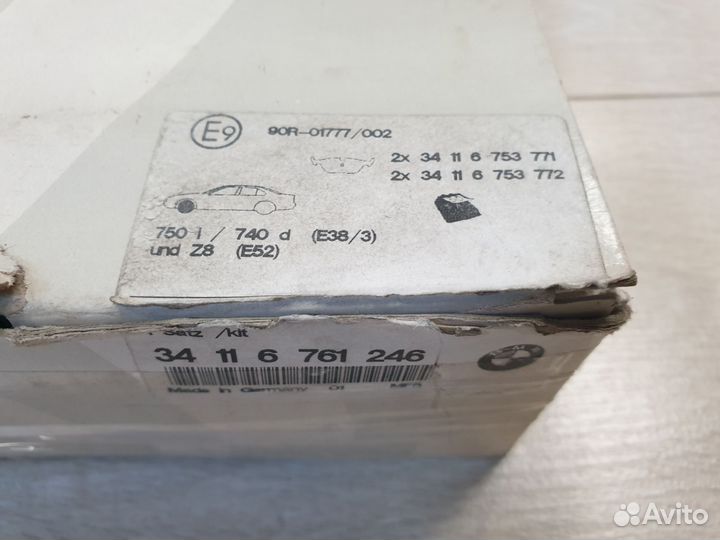 E9
90R-01777/002
2x 34 11 6 753 771
2x 34 11 6 753 772
750 i / 740 d (E38/3)
und Z8 (E52)
Satz /kit
34 11 6 761 246
Made in Germany 01
Avito